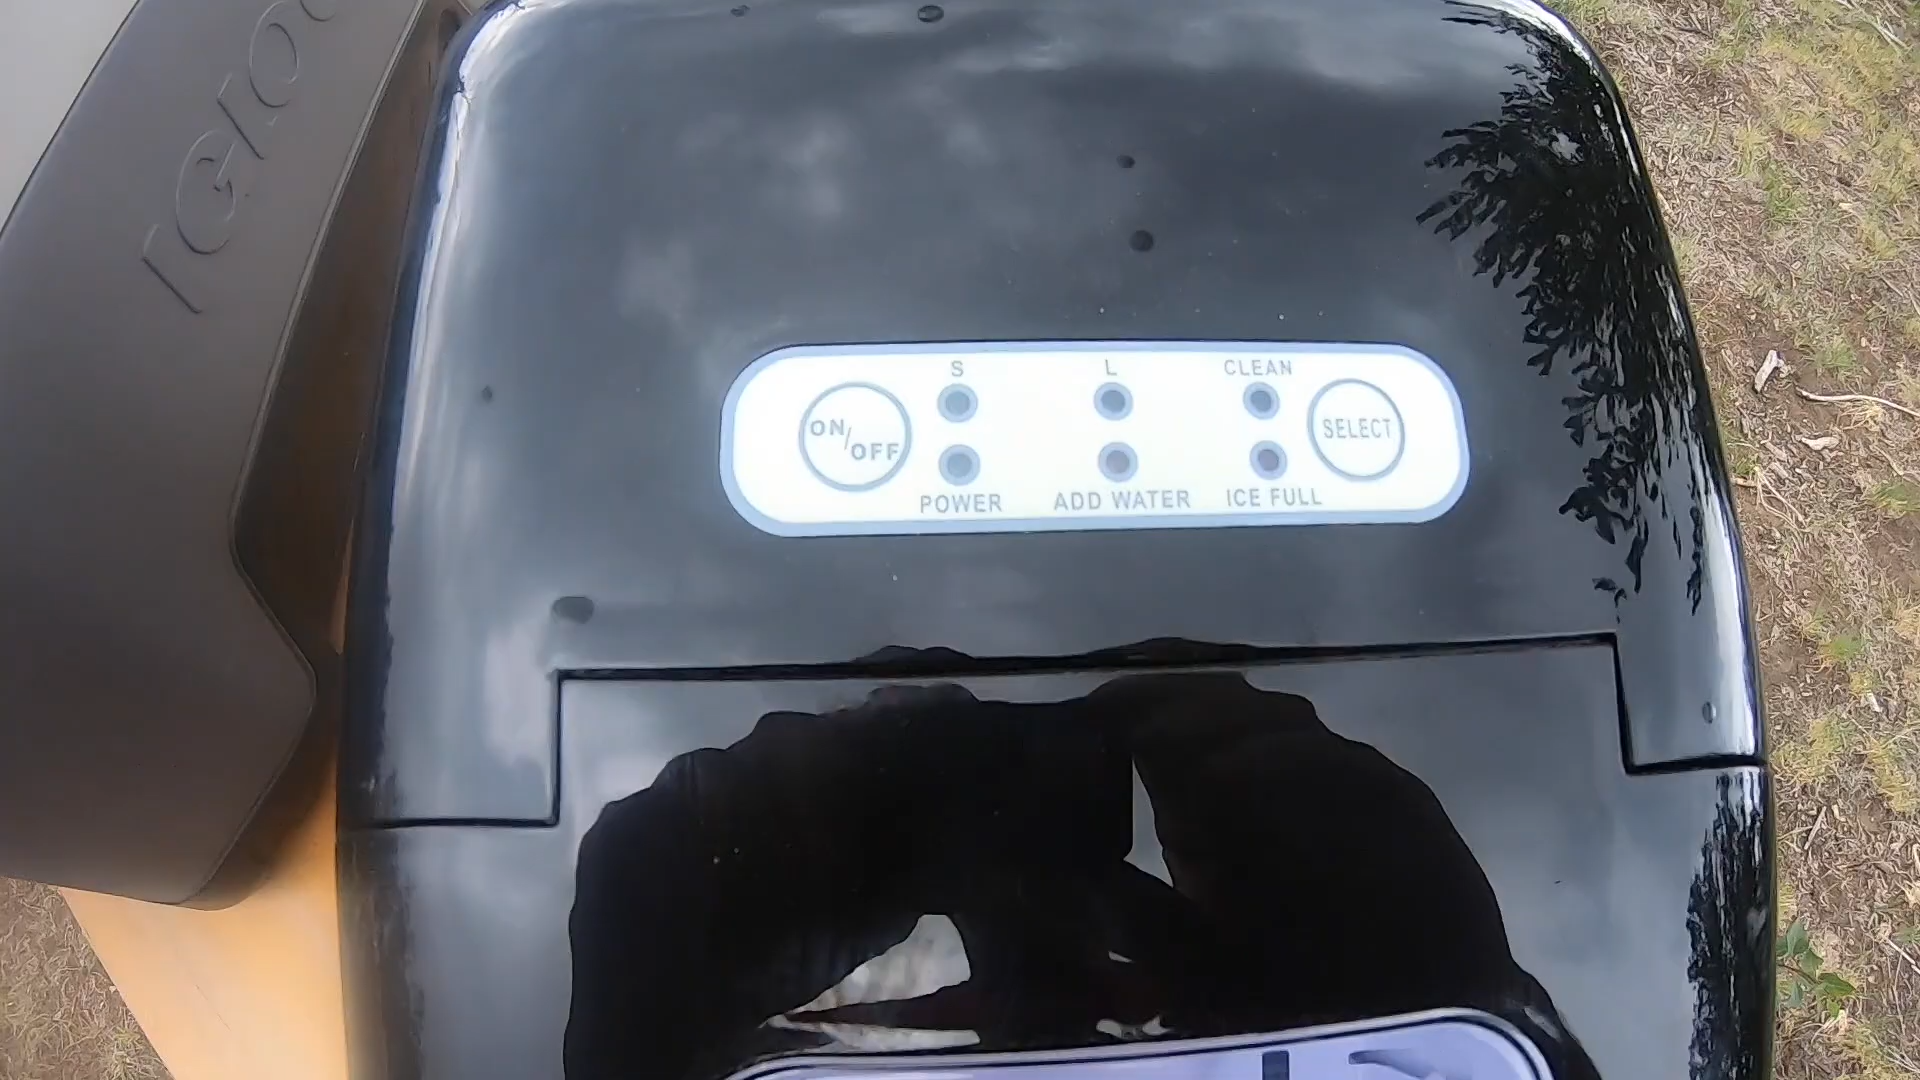 IGLOO
S L CLEAN
ON/OFF
SELECT
POWER ADD WATER ICE FULL